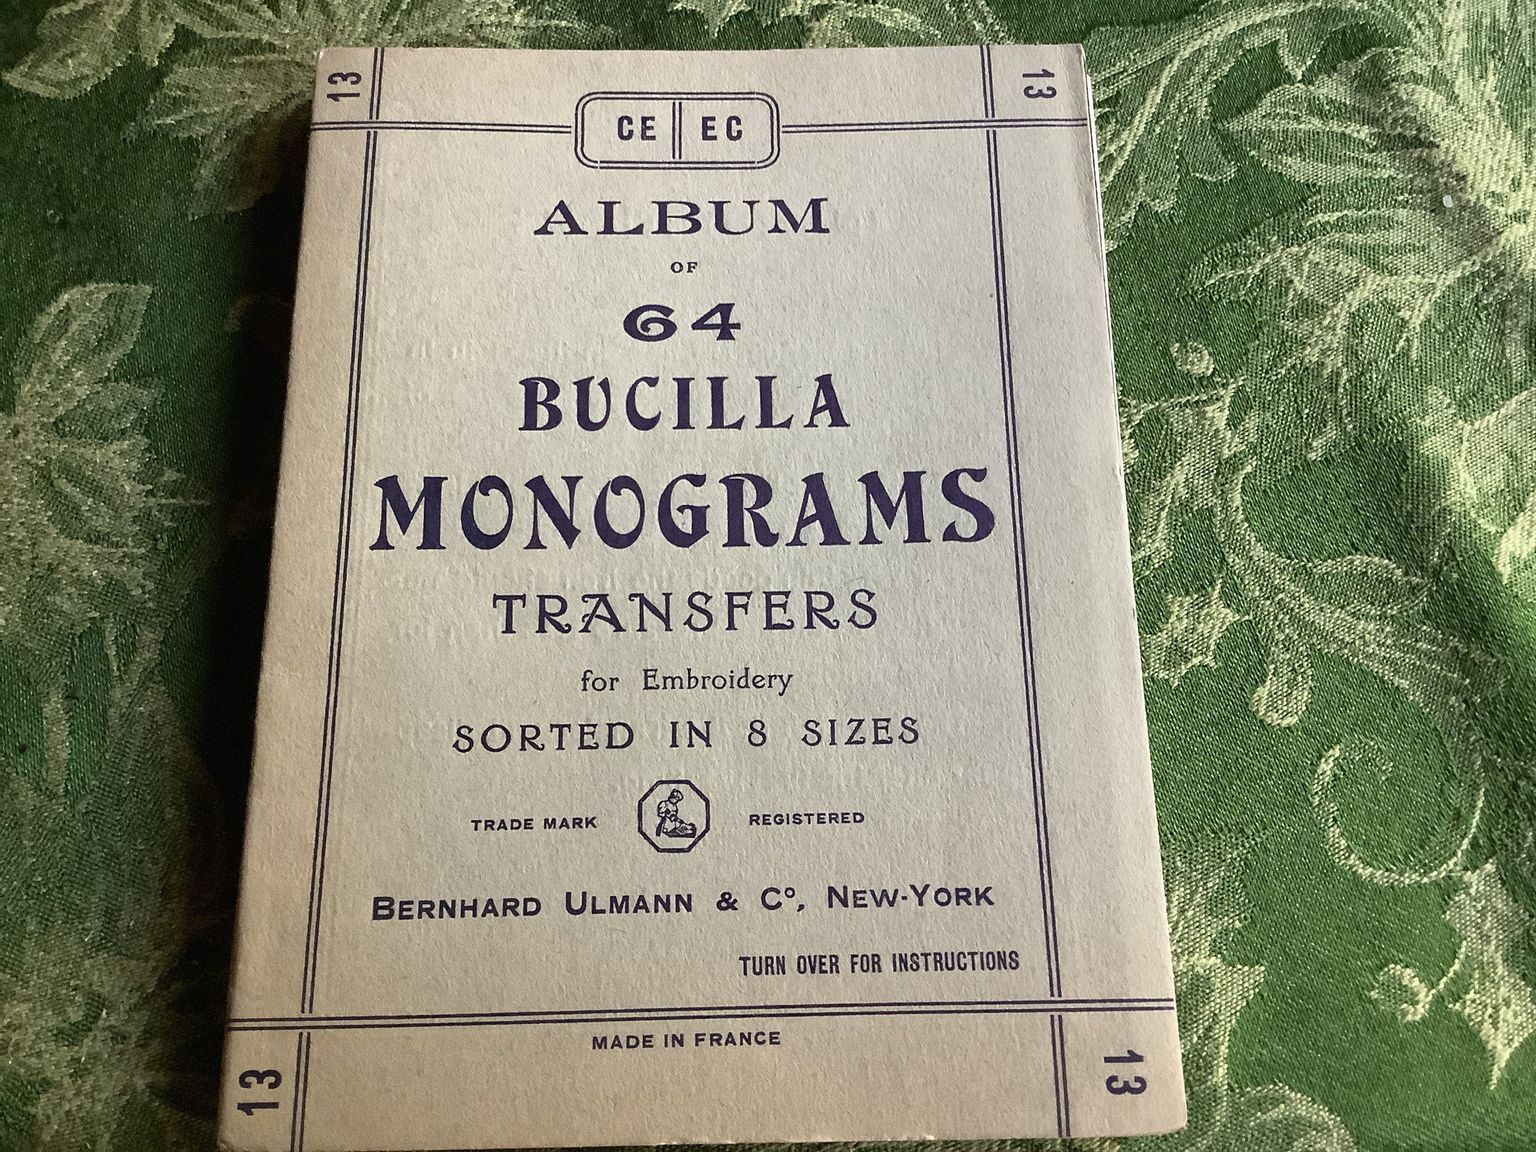 13
13
CE EC
ALBUM
OF
64
BUCILLA
MONOGRAMS
TRANSFERS
for Embroidery
SORTED IN 8 SIZES
TRADE MARK REGISTERED
BERNHARD ULMANN & Cº, NEW-YORK
TURN OVER FOR INSTRUCTIONS
MADE IN FRANCE
13
13